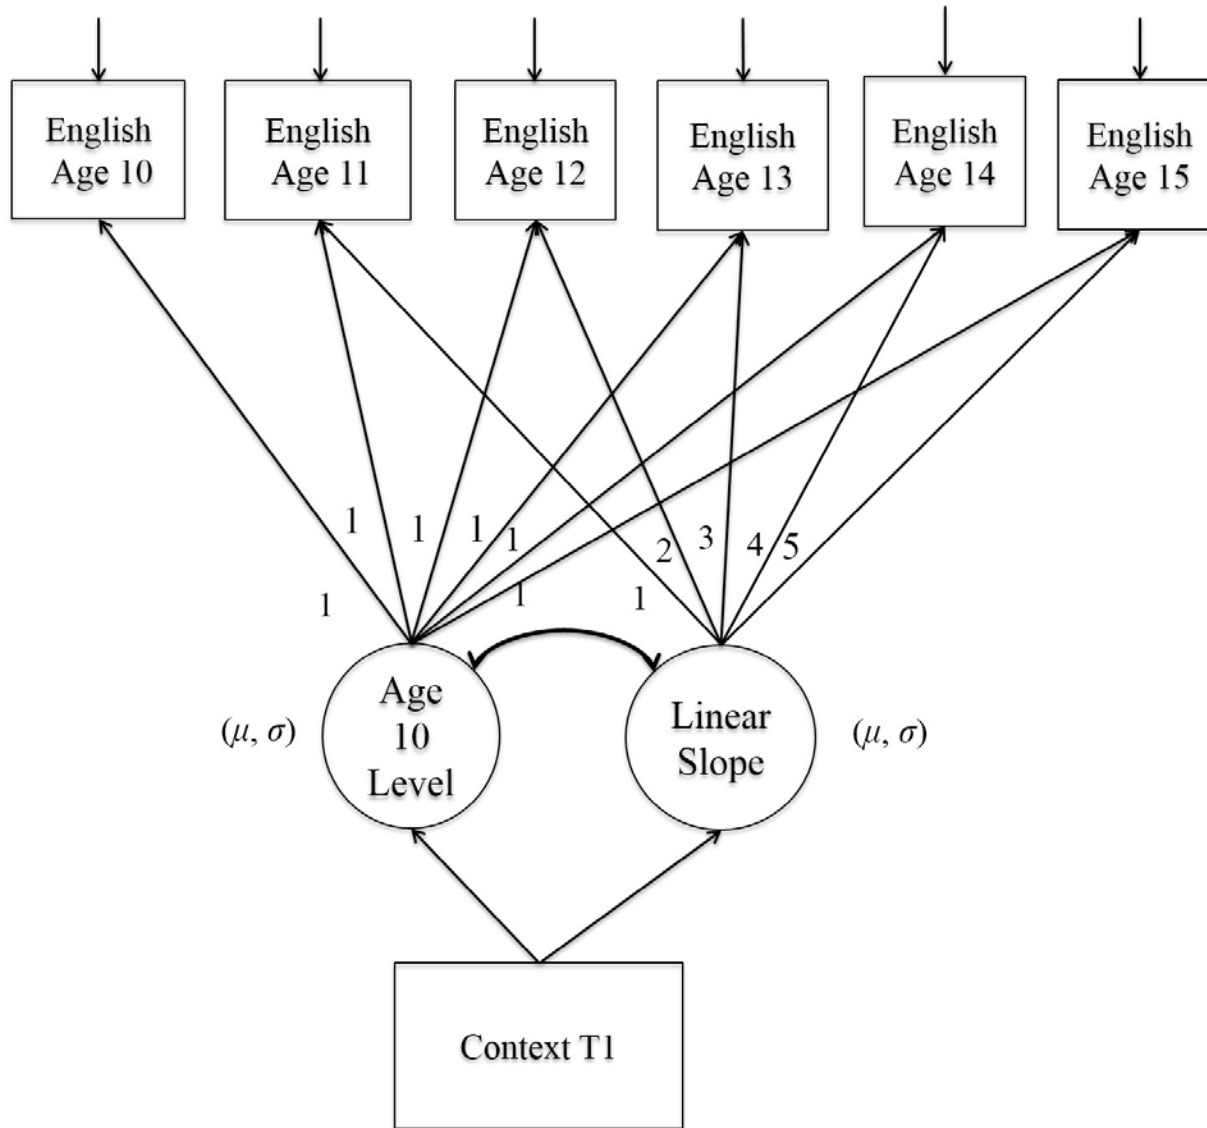 English
Age 10
English
Age 11
English
Age 12
English
Age 13
English
Age 14
English
Age 15
1
1
1
1
2
3
4
5
1
1
1
Age
10
Level
Linear
Slope
(μ, σ)
(μ, σ)
Context T1